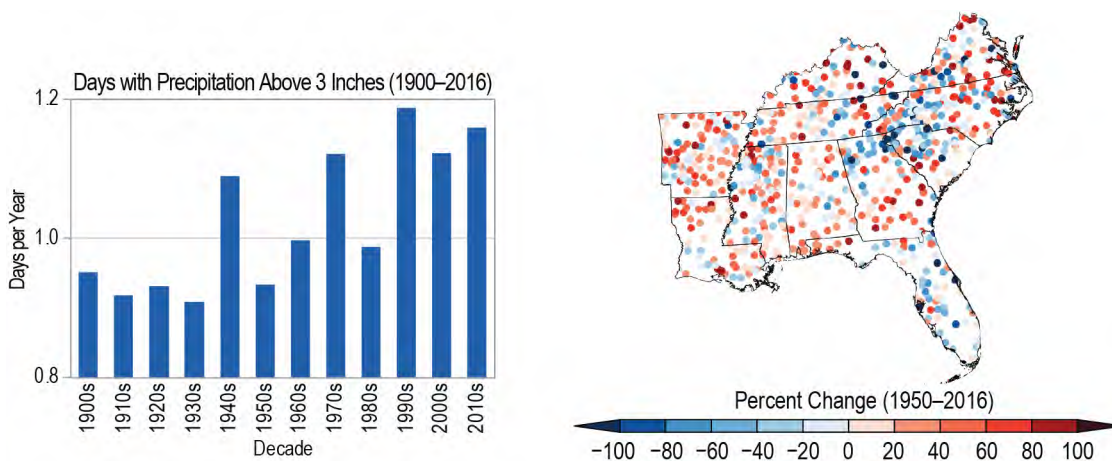 Days with Precipitation Above 3 Inches (1900–2016)
1.2
1.0
0.8
Days per Year
1900s
1910s
1920s
1930s
1940s
1950s
1960s
1970s
1980s
1990s
2000s
2010s
Decade
Percent Change (1950–2016)
−100 −80 −60 −40 −20 0 20 40 60 80 100